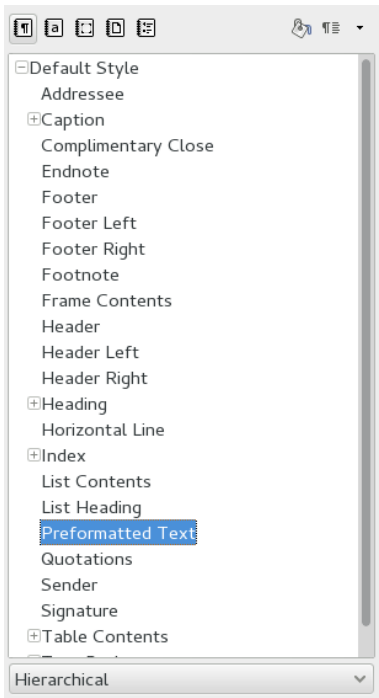 Default Style
Addressee
Caption
Complimentary Close
Endnote
Footer
Footer Left
Footer Right
Footnote
Frame Contents
Header
Header Left
Header Right
Heading
Horizontal Line
Index
List Contents
List Heading
Preformatted Text
Quotations
Sender
Signature
Table Contents
Hierarchical